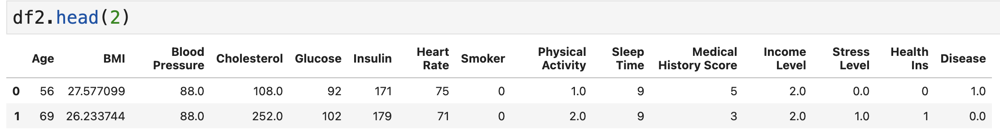 df2.head(2)
Age BMI Blood Pressure Cholesterol Glucose Insulin Heart Rate Smoker Physical Activity Sleep Time Medical History Score Income Level Stress Level Health Ins Disease
0 56 27.577099 88.0 108.0 92 171 75 0 1.0 9 5 2.0 0.0 0 1.0
1 69 26.233744 88.0 252.0 102 179 71 0 2.0 9 3 2.0 1.0 1 0.0